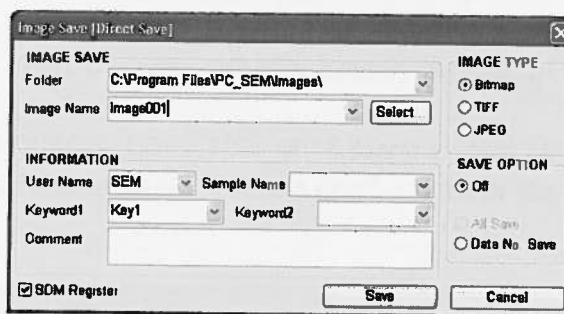 Image Save [Direct Save]
IMAGE SAVE
Folder C:\Program Files\PC_SEM\Images\
Image Name Image001 Select...
INFORMATION
User Name SEM Sample Name
Keyword1 Key1 Keyword2
Comment
SDM Register
IMAGE TYPE
Bitmap
TIFF
JPEG
SAVE OPTION
Off
All Save
Data No. Save
Save Cancel